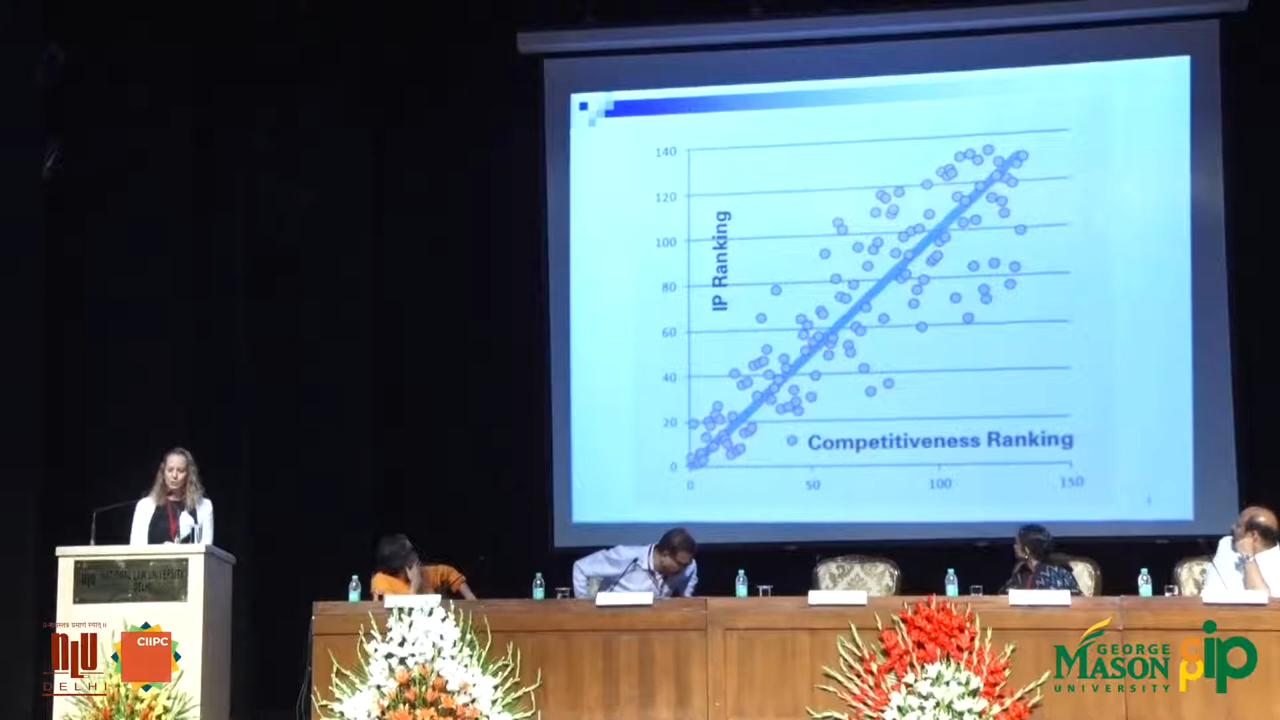 140
120
100
80
60
40
20
0
IP Ranking
Competitiveness Ranking
0
50
100
150
NATIONAL LAW UNIVERSITY
DELHI
NLU
DELHI
CIIPC
GEORGE
MASON
UNIVERSITY
cpip